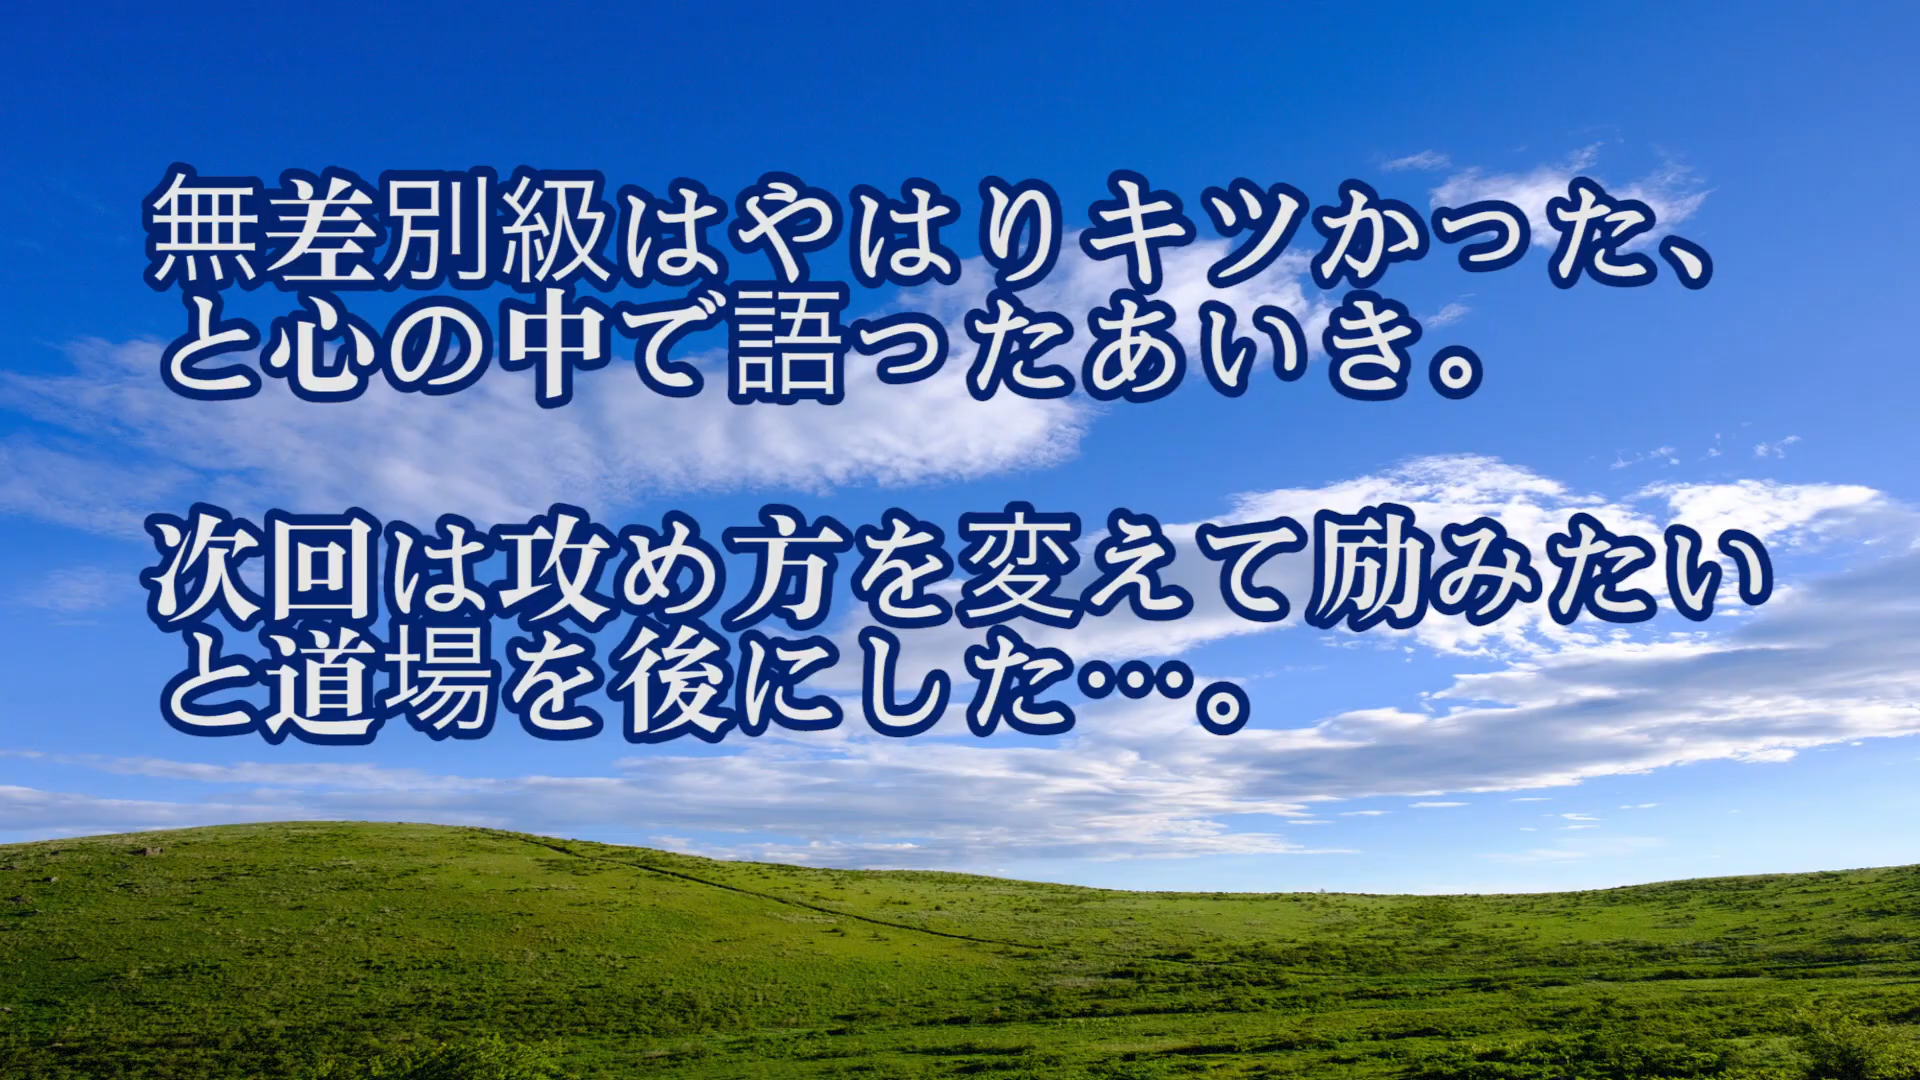 無差別級はやはりキツかった、
と心の中で語ったあいき。
次回は攻め方を変えて励みたい
と道場を後にした…。